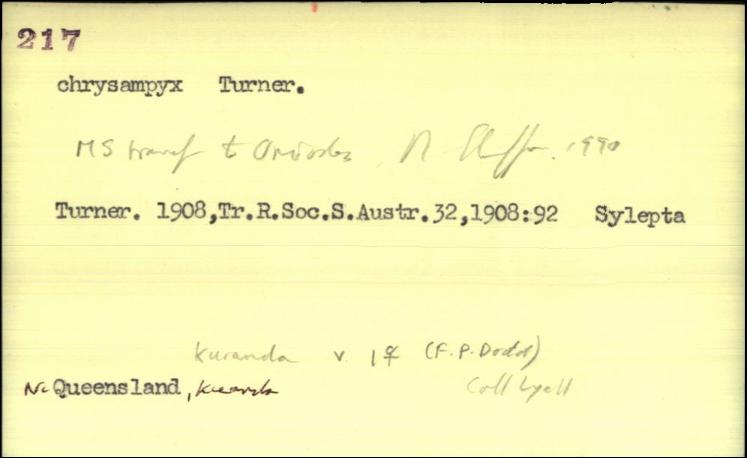 217
chrysampyx Turner.
MS transf to 1990
Turner. 1908,Tr.R.Soc.S.Austr.32,1908:92 Sylepta
Kuranda v 1♀ (F.P.Dodd)
N. Queensland, Kuranda
Coll Lyell